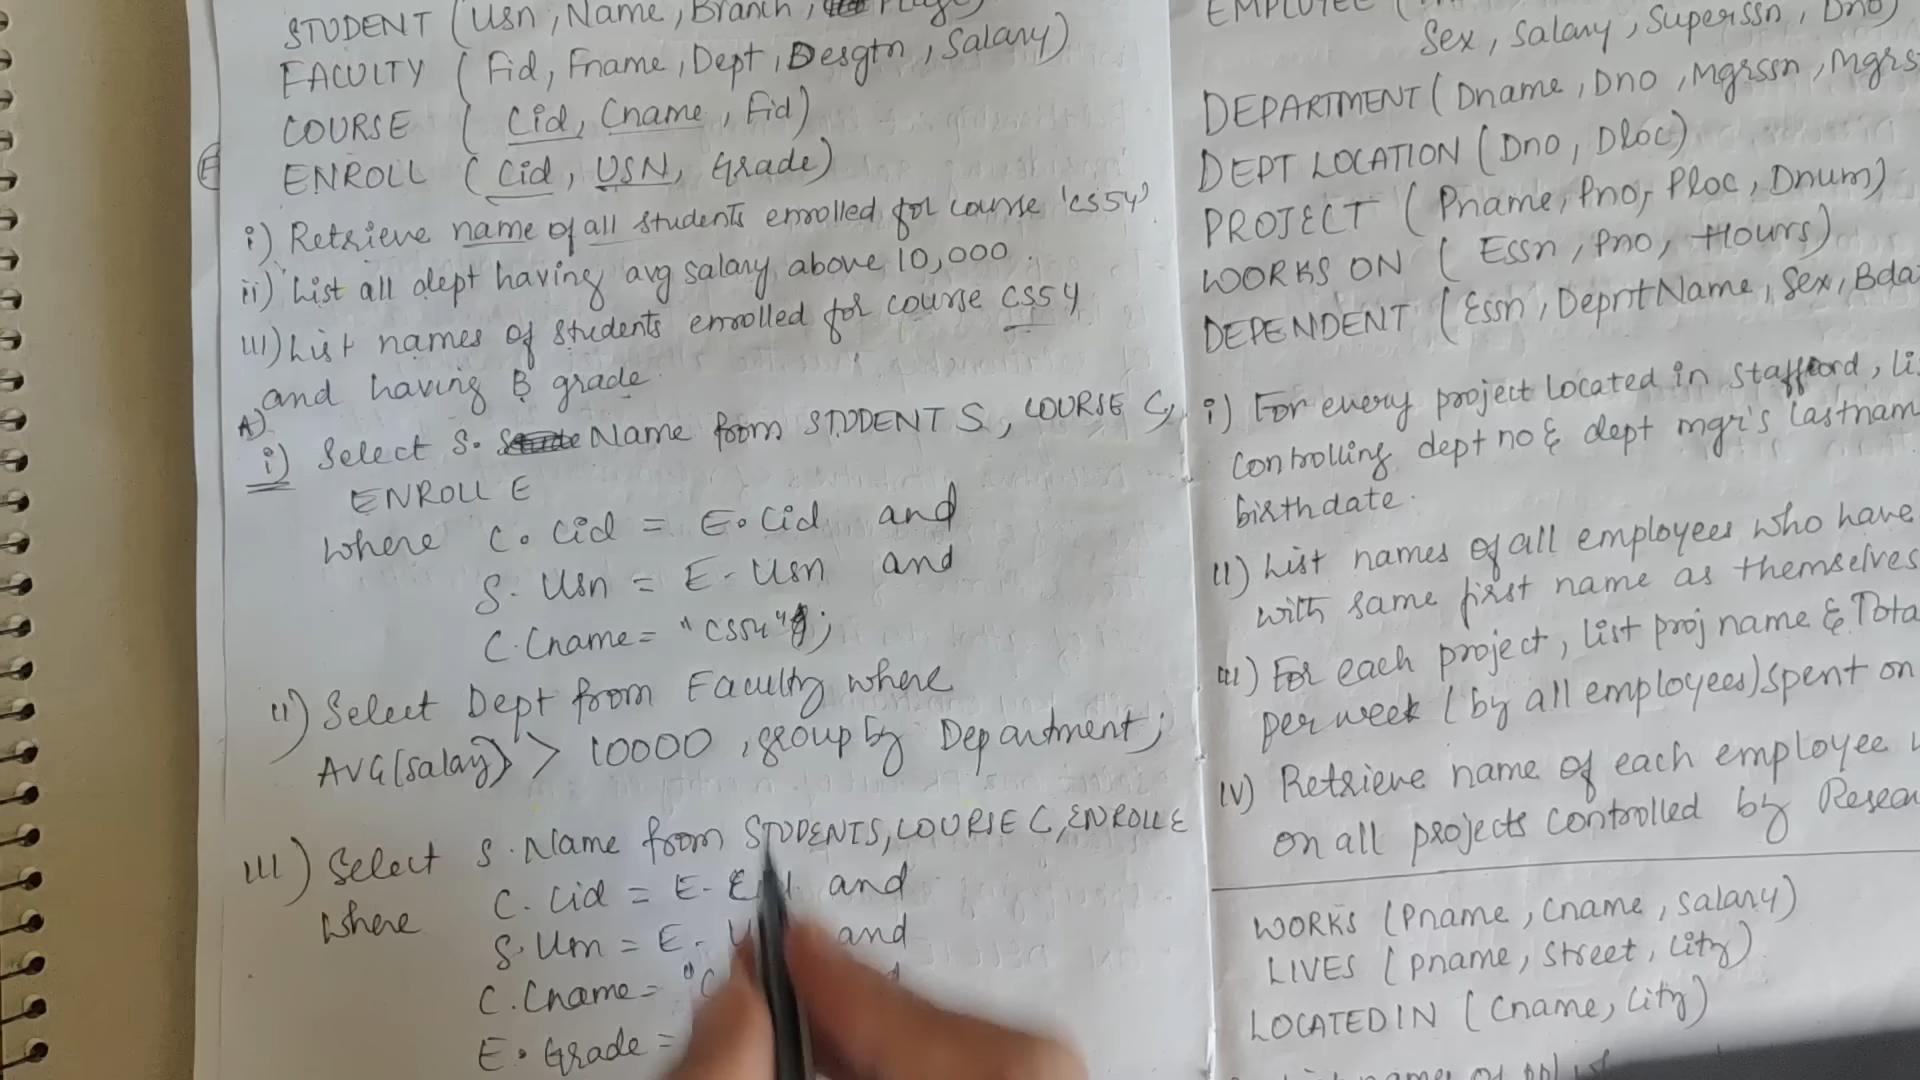 STUDENT (Usn, Name, Branch,
FACULTY ( Fid, Fname, Dept, Desgtn, Salary)
COURSE ( Cid, Cname, Fid)
ENROLL ( Cid, USN, Grade)
i) Retrieve name of all students enrolled for course 'CS54'
ii) List all dept having avg salary above 10,000.
iii) List names of students enrolled for course CS54
and having B grade.
A)
i) Select S. Name from STUDENT S, COURSE C,
ENROLL E
Where C. Cid = E. Cid and
S. Usn = E. Usn and
C.Cname = "CS54";
ii) Select Dept from Faculty where
AVG(Salary) > 10000, group by Department;
iii) Select S. Name from STUDENTS, COURSE C, ENROLL E
Where C. Cid = E. and
S. Usn = E. and
C.Cname = "C
E. Grade =
EMPLOYEE (
Sex, Salary, Superssn, Dno)
DEPARTMENT ( Dname, Dno, Mgrssn, Mgrs
DEPT LOCATION ( Dno, Dloc)
PROJECT ( Pname, Pno, Ploc, Dnum)
WORKS ON ( Essn, Pno, Hours)
DEPENDENT ( Essn, Depnt Name, Sex, Bda
i) For every project located in Stafford, li
Controlling dept no & dept mgr's lastnam
birthdate.
ii) List names of all employees who have
with same first name as themselves
iii) For each project, list proj name & Tota
per week (by all employees) spent on
iv) Retrieve name of each employee w
on all projects controlled by Resear
WORKS (Pname, Cname, Salary)
LIVES ( Pname, Street, City)
LOCATEDIN ( Cname, City)